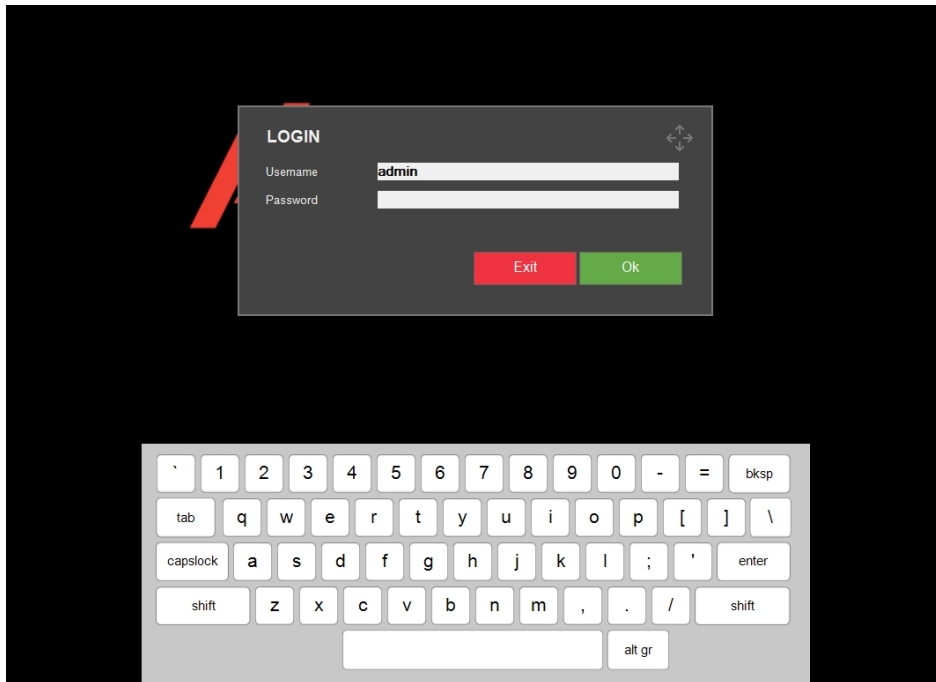 LOGIN
Username admin
Password
Exit Ok
` 1 2 3 4 5 6 7 8 9 0 - = bksp
tab q w e r t y u i o p [ ] \
capslock a s d f g h j k l ; ' enter
shift z x c v b n m , . / shift
alt gr